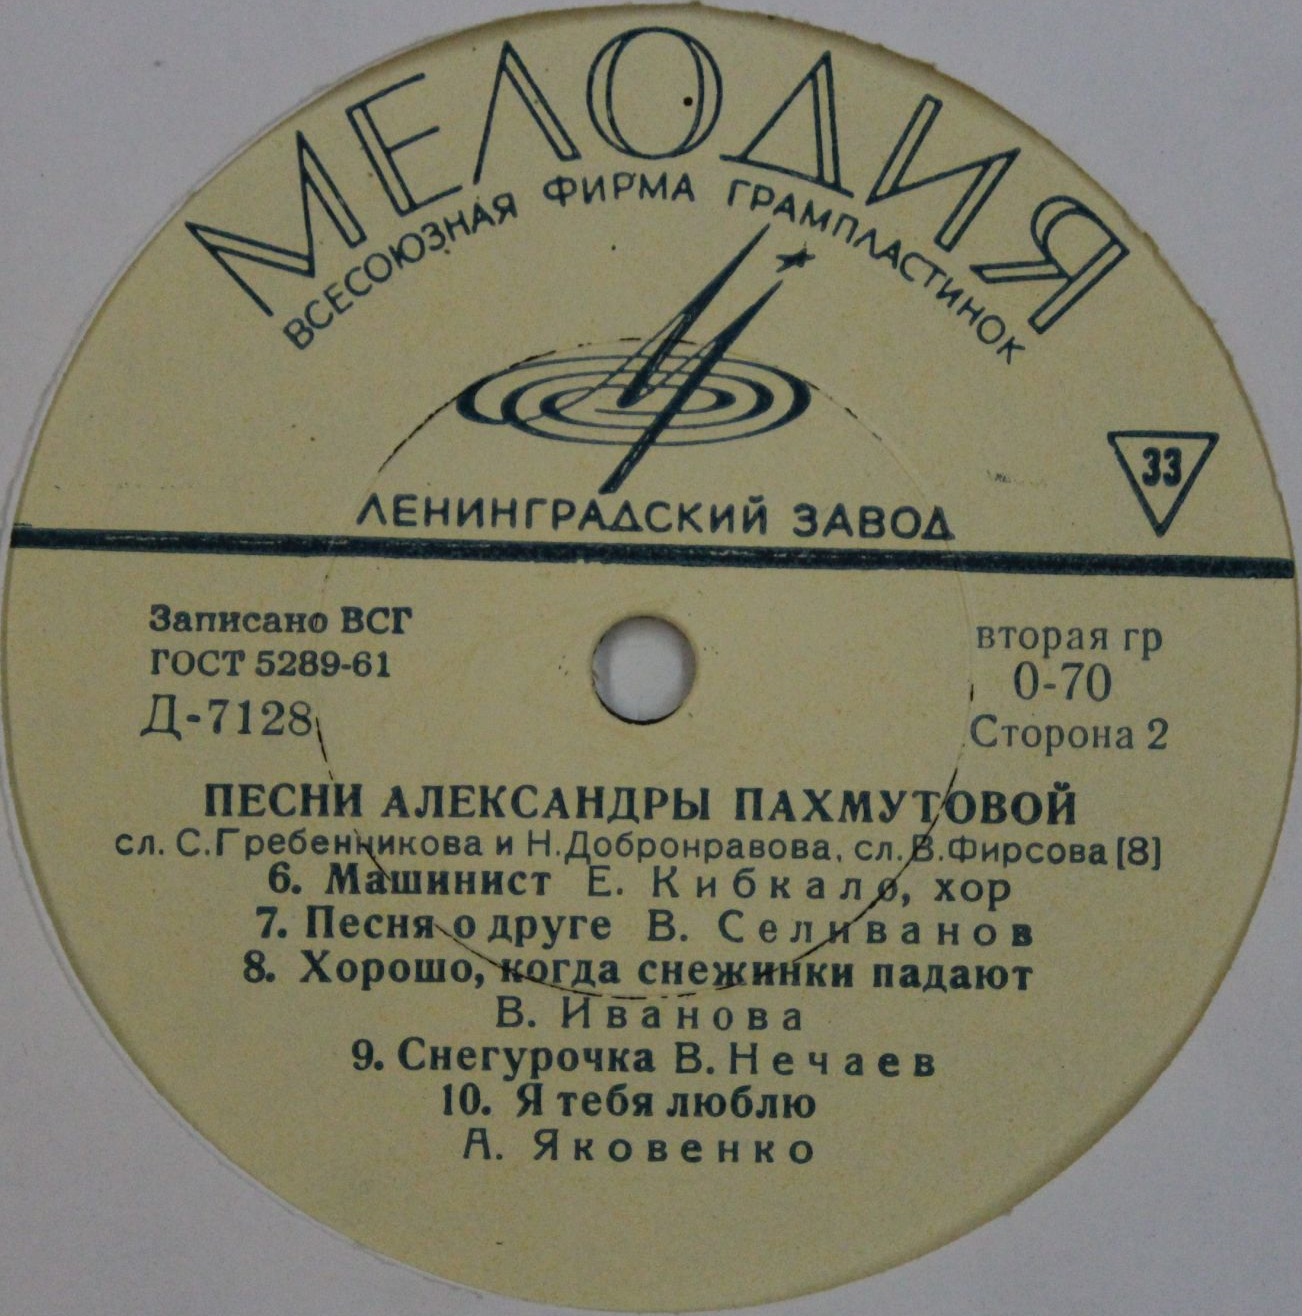 МЕЛОДИЯ
ВСЕСОЮЗНАЯ ФИРМА ГРАМПЛАСТИНОК
33
ЛЕНИНГРАДСКИЙ ЗАВОД
Записано ВСГ
ГОСТ 5289-61
Д-7128
вторая гр
0-70
Сторона 2
ПЕСНИ АЛЕКСАНДРЫ ПАХМУТОВОЙ
сл. С.Гребенникова и Н.Добронравова, сл.В.Фирсова [8]
6. Машинист Е. Кибкало, хор
7. Песня о друге В. Селиванов
8. Хорошо, когда снежинки падают
В. Иванова
9. Снегурочка В. Нечаев
10. Я тебя люблю
А. Яковенко